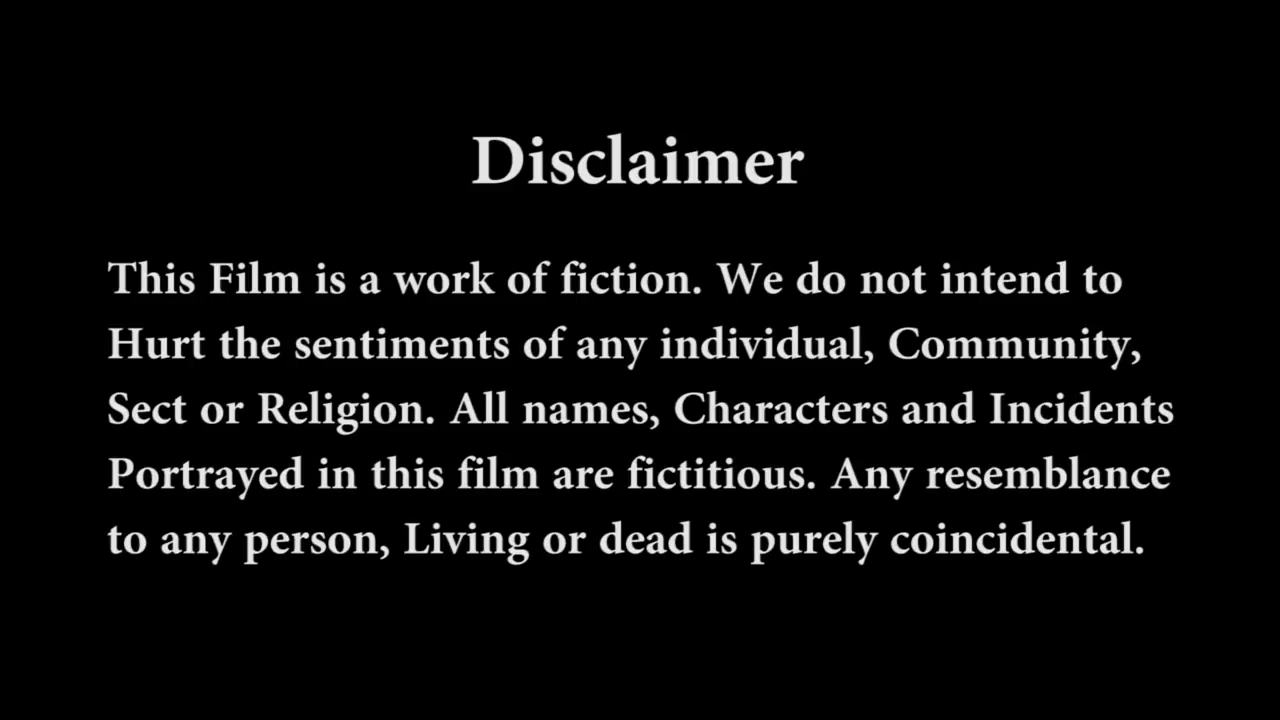 Disclaimer
This Film is a work of fiction. We do not intend to
Hurt the sentiments of any individual, Community,
Sect or Religion. All names, Characters and Incidents
Portrayed in this film are fictitious. Any resemblance
to any person, Living or dead is purely coincidental.